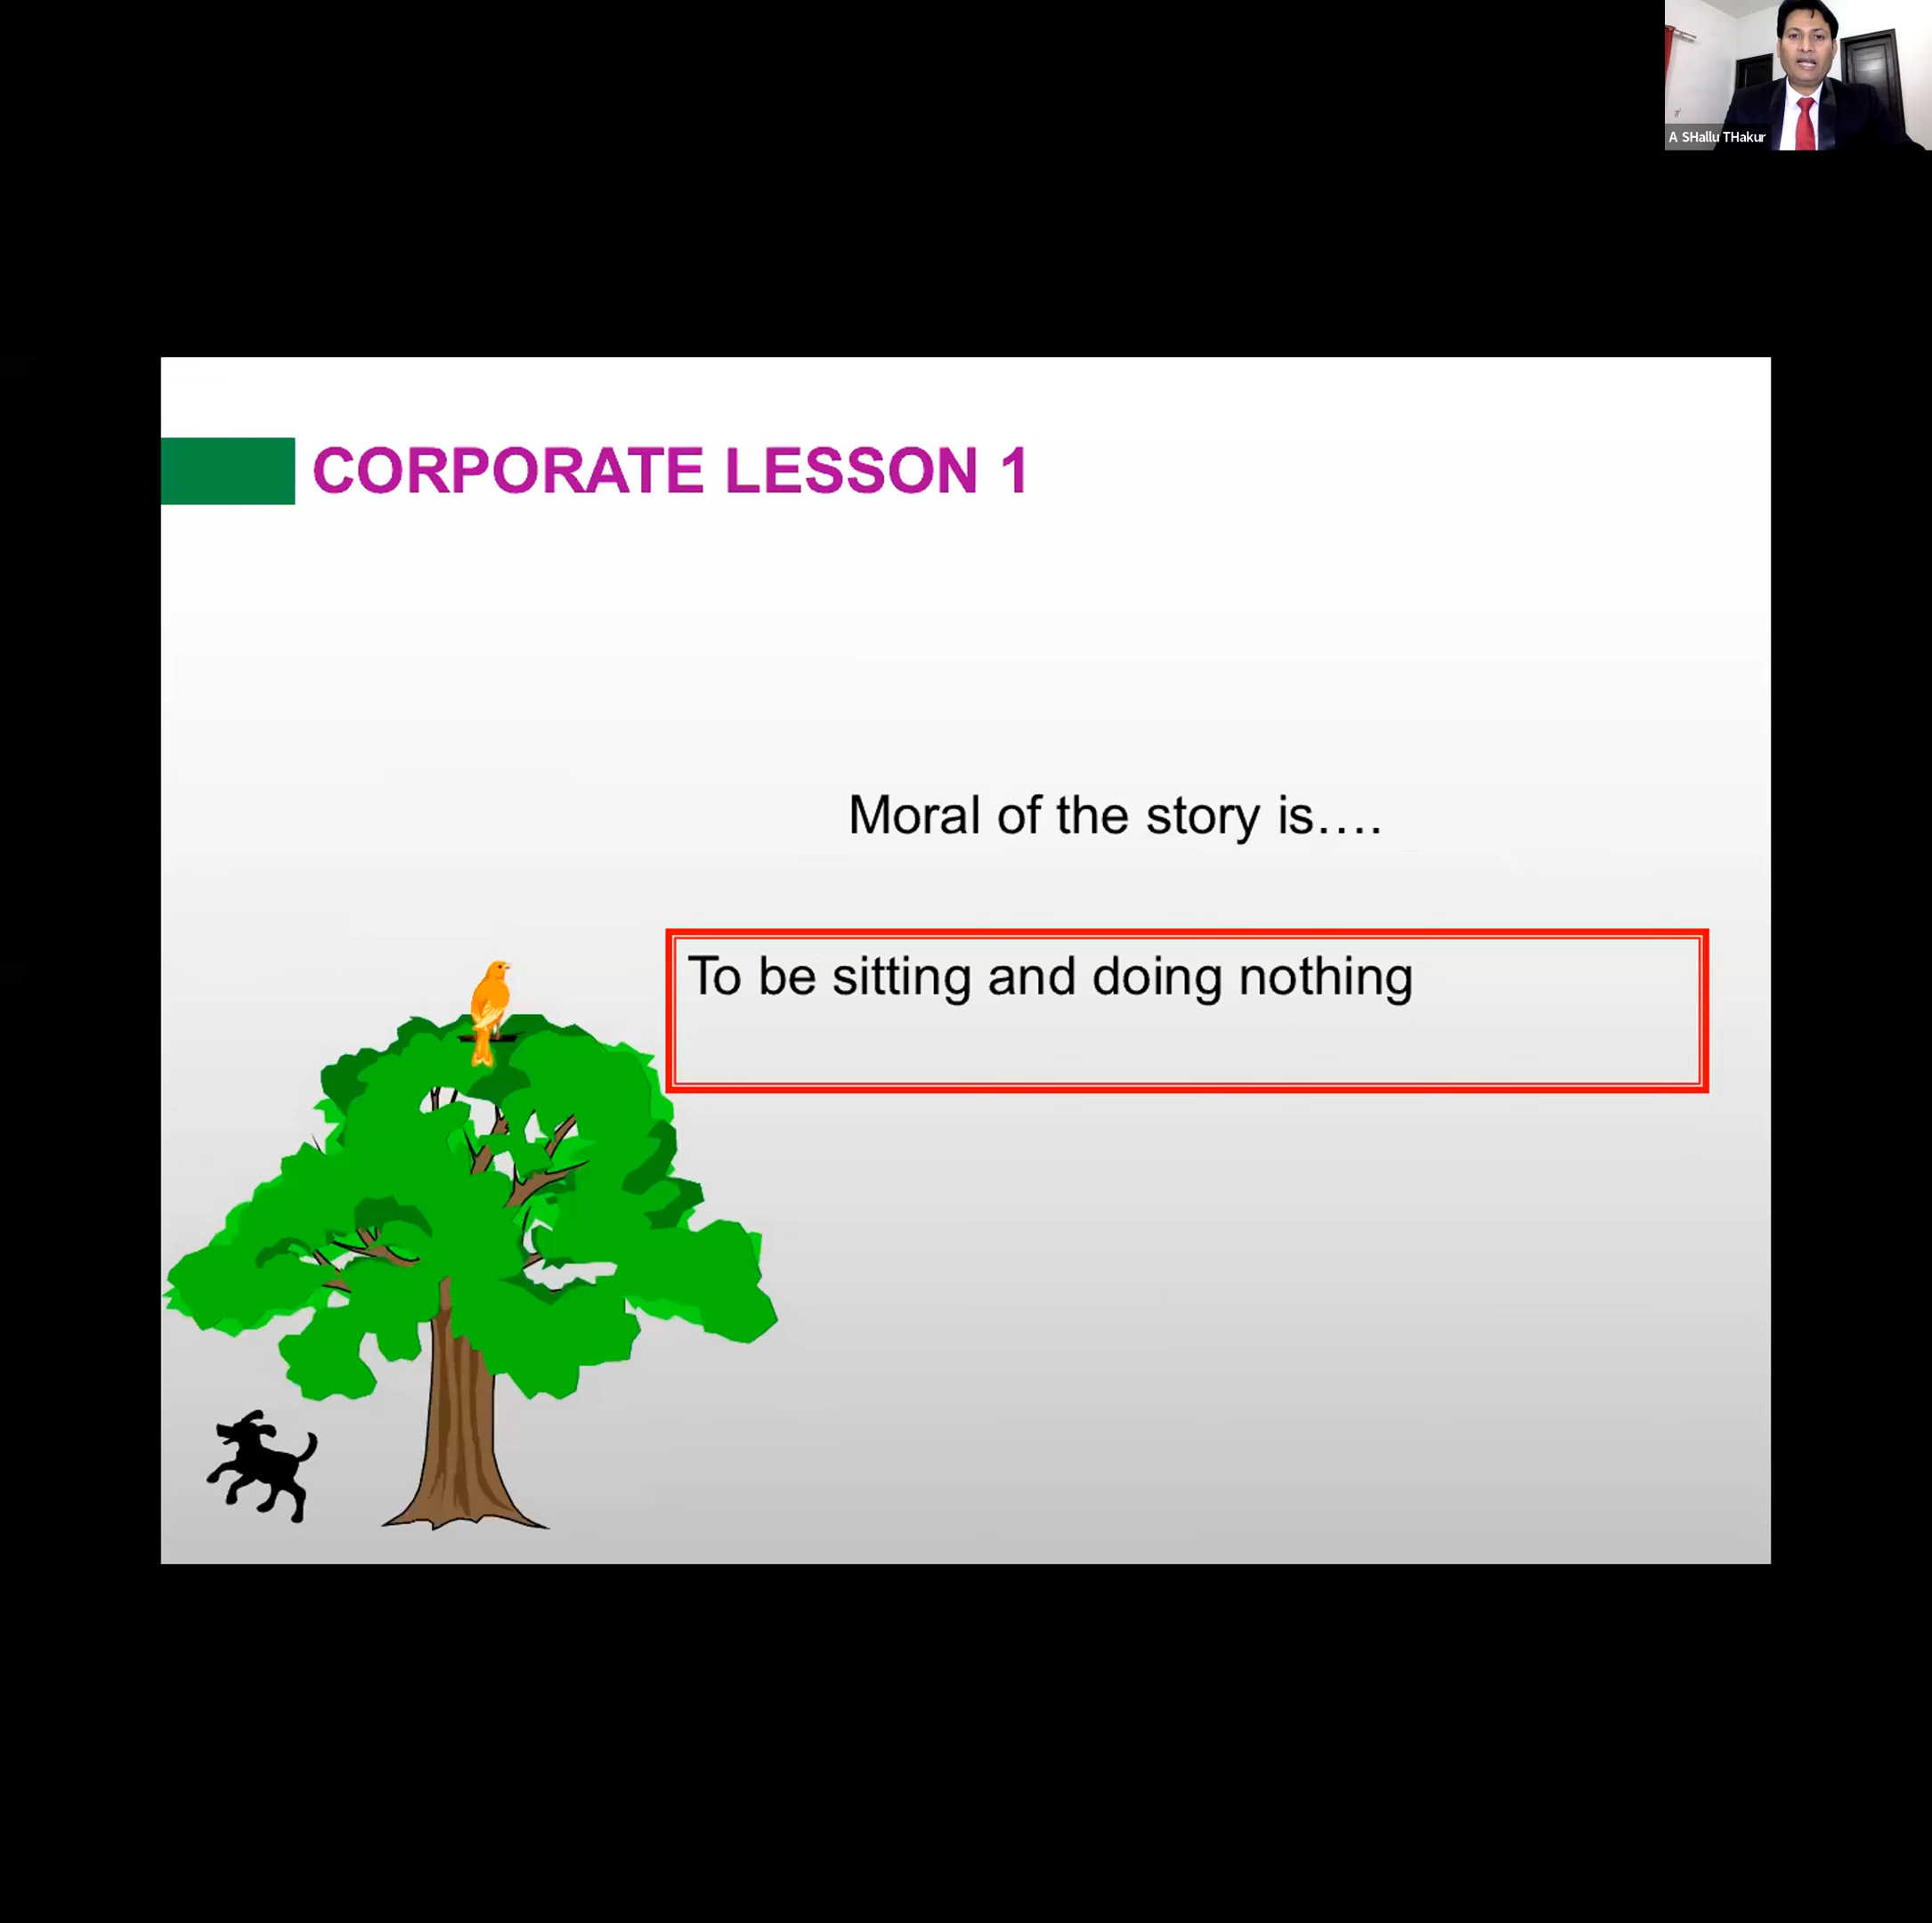 A SHallu THakur
CORPORATE LESSON 1
Moral of the story is....
To be sitting and doing nothing